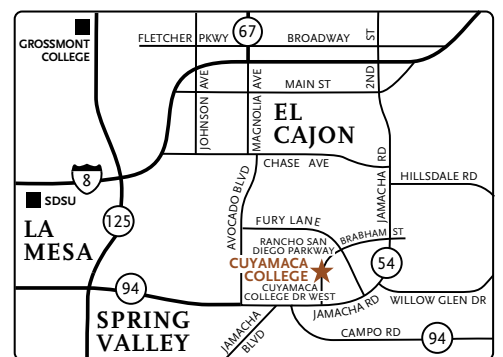 GROSSMONT
COLLEGE
FLETCHER PKWY
67
BROADWAY
2ND ST
JOHNSON AVE
MAGNOLIA AVE
MAIN ST
EL
CAJON
CHASE AVE
JAMACHA RD
HILLSDALE RD
8
SDSU
LA
MESA
125
AVOCADO BLVD
FURY LANE
RANCHO SAN
DIEGO PARKWAY
BRABHAM ST
CUYAMACA
COLLEGE
CUYAMACA
COLLEGE DR WEST
54
94
JAMACHA RD
WILLOW GLEN DR
SPRING
VALLEY
JAMACHA
BLVD
CAMPO RD
94